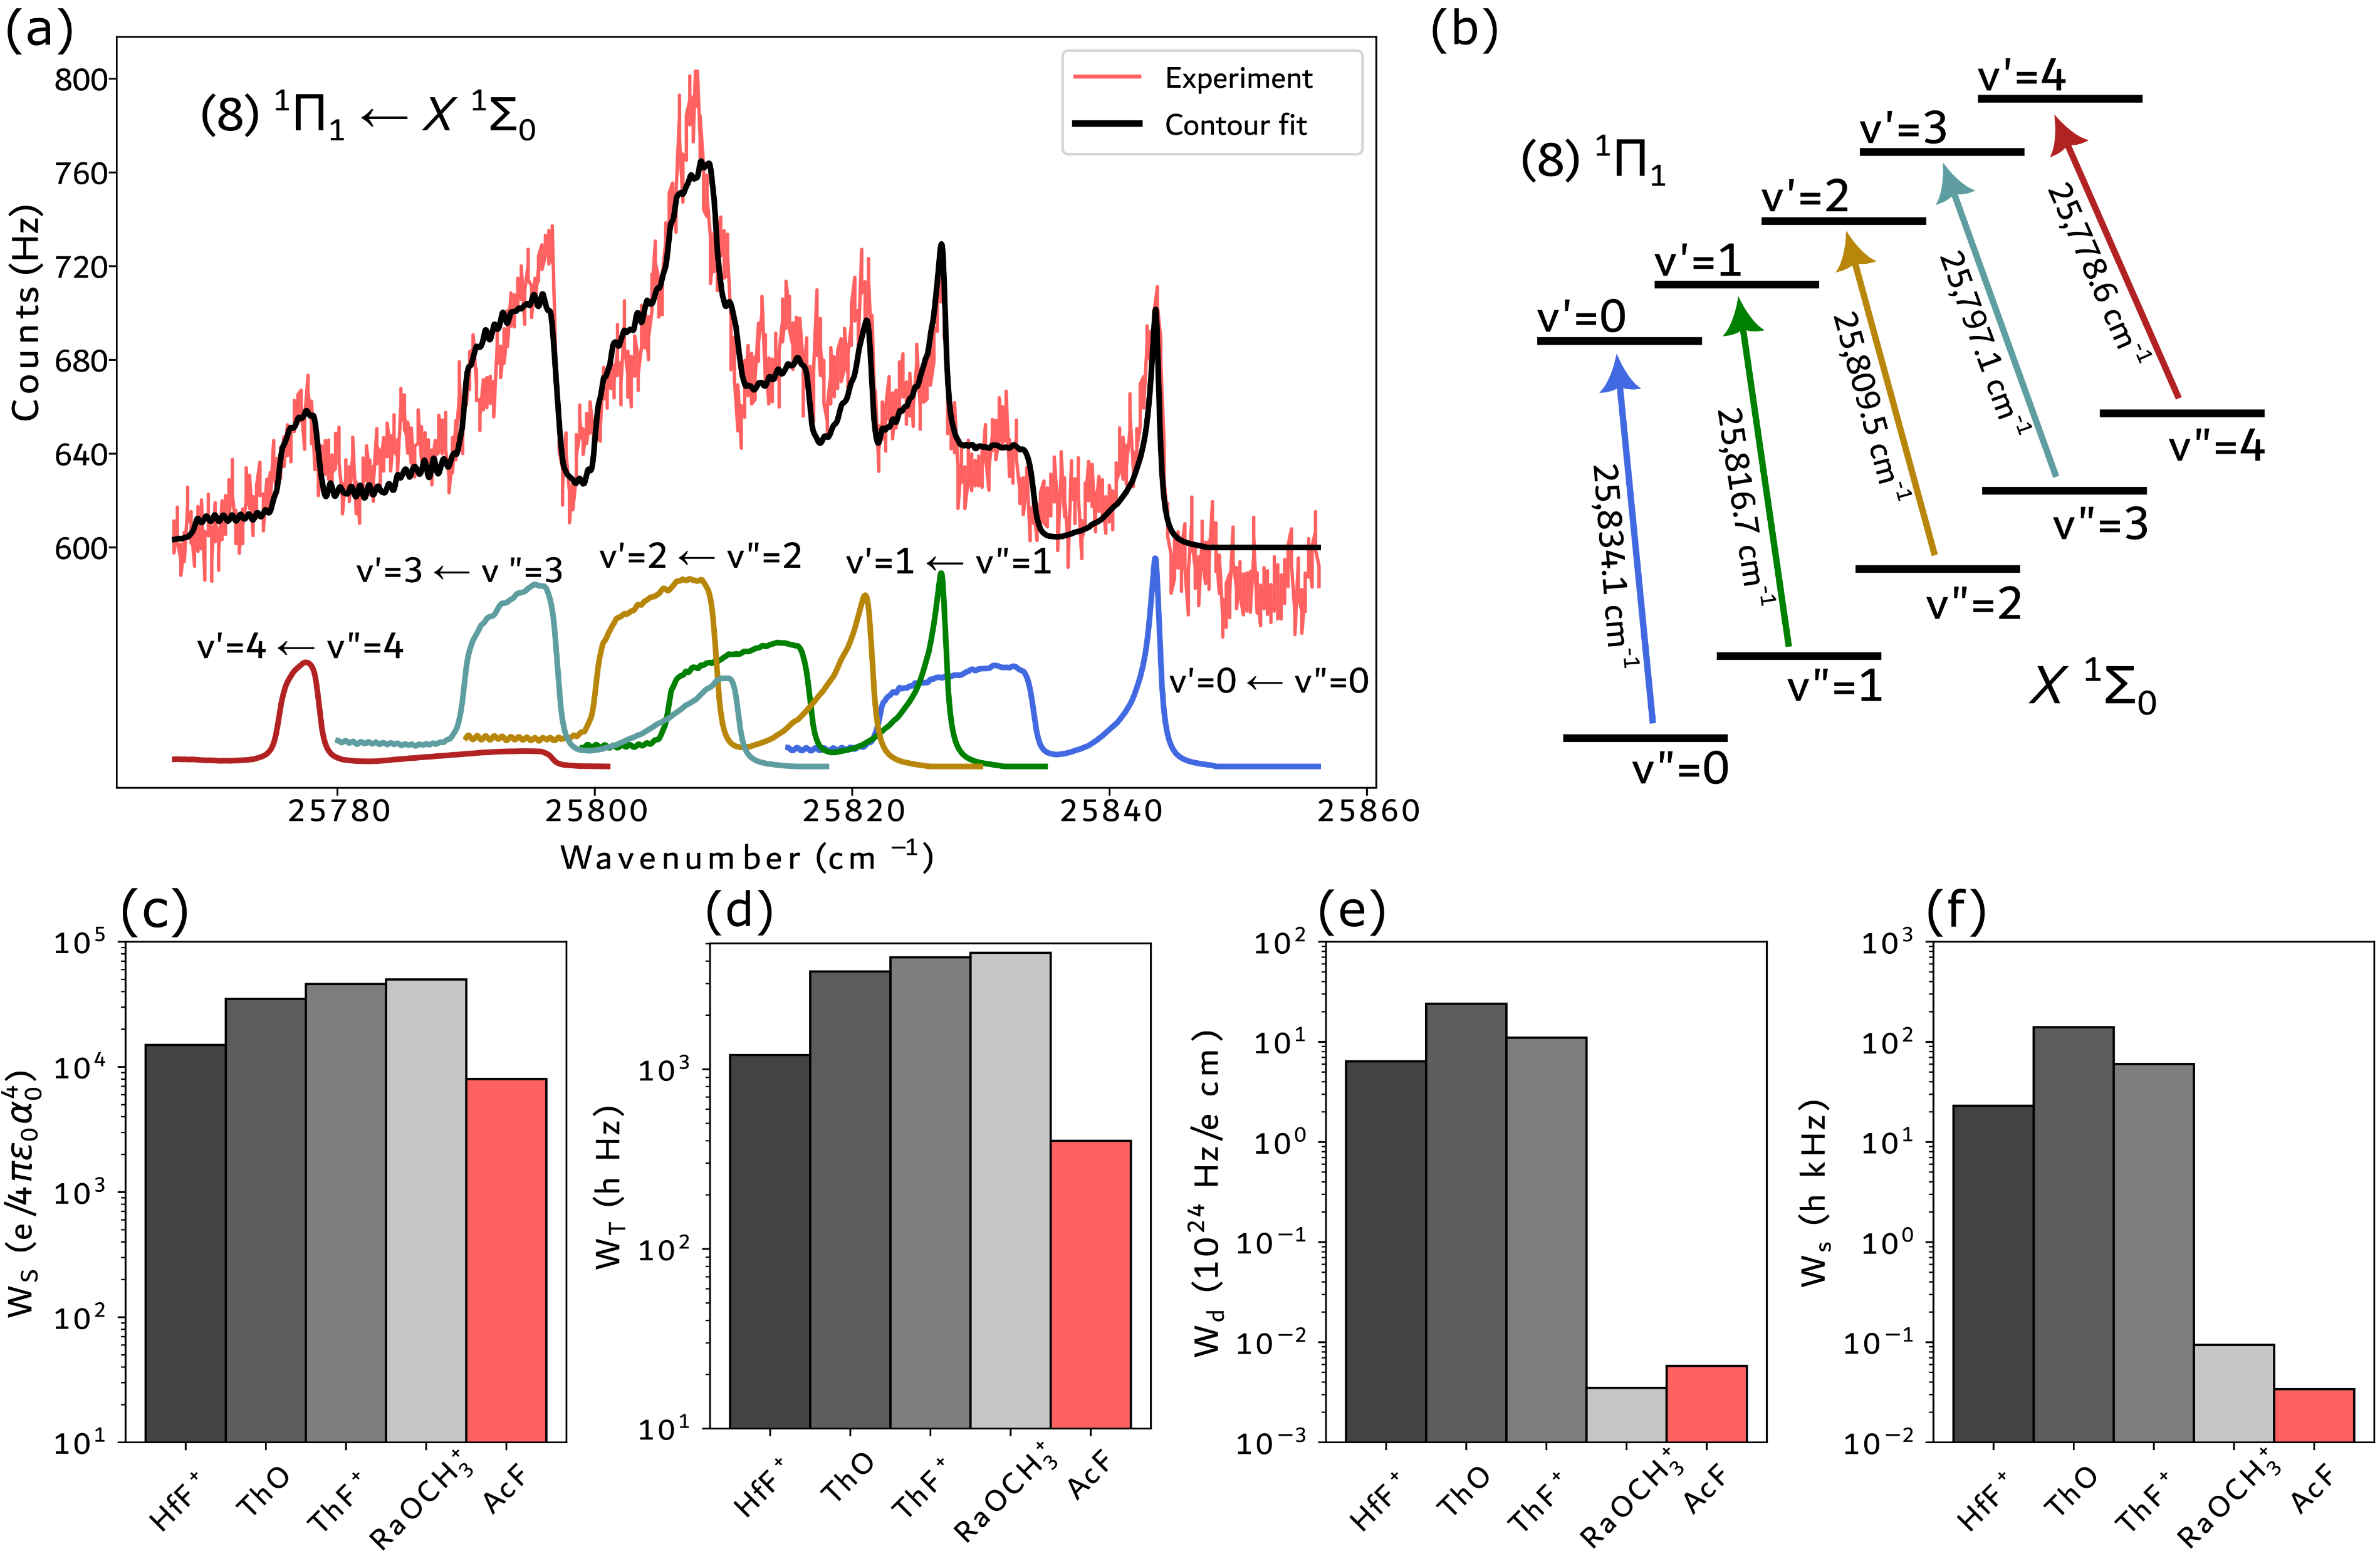 (a)
(8) ¹Π₁ ← X ¹Σ₀
Experiment
Contour fit
Counts (Hz)
800
760
720
680
640
600
v'=4 ← v"=4
v'=3 ← v "=3
v'=2 ← v"=2
v'=1 ← v"=1
v'=0 ← v"=0
25780
25800
25820
25840
25860
Wavenumber (cm ⁻¹)
(b)
(8) ¹Π₁
v'=0
v'=1
v'=2
v'=3
v'=4
25,834.1 cm⁻¹
25,816.7 cm⁻¹
25,809.5 cm⁻¹
25,797.1 cm⁻¹
25,778.6 cm⁻¹
v"=0
v"=1
v"=2
v"=3
v"=4
X ¹Σ₀
(c)
W_S (e/4πε₀α₀⁴)
10⁵
10⁴
10³
10²
10¹
HfF⁺
ThO
ThF⁺
RaOCH₃⁺
AcF
(d)
W_T (h Hz)
10³
10²
10¹
HfF⁺
ThO
ThF⁺
RaOCH₃⁺
AcF
(e)
W_d (10²⁴ Hz/e cm)
10²
10¹
10⁰
10⁻¹
10⁻²
10⁻³
HfF⁺
ThO
ThF⁺
RaOCH₃⁺
AcF
(f)
W_s (h kHz)
10³
10²
10¹
10⁰
10⁻¹
10⁻²
HfF⁺
ThO
ThF⁺
RaOCH₃⁺
AcF